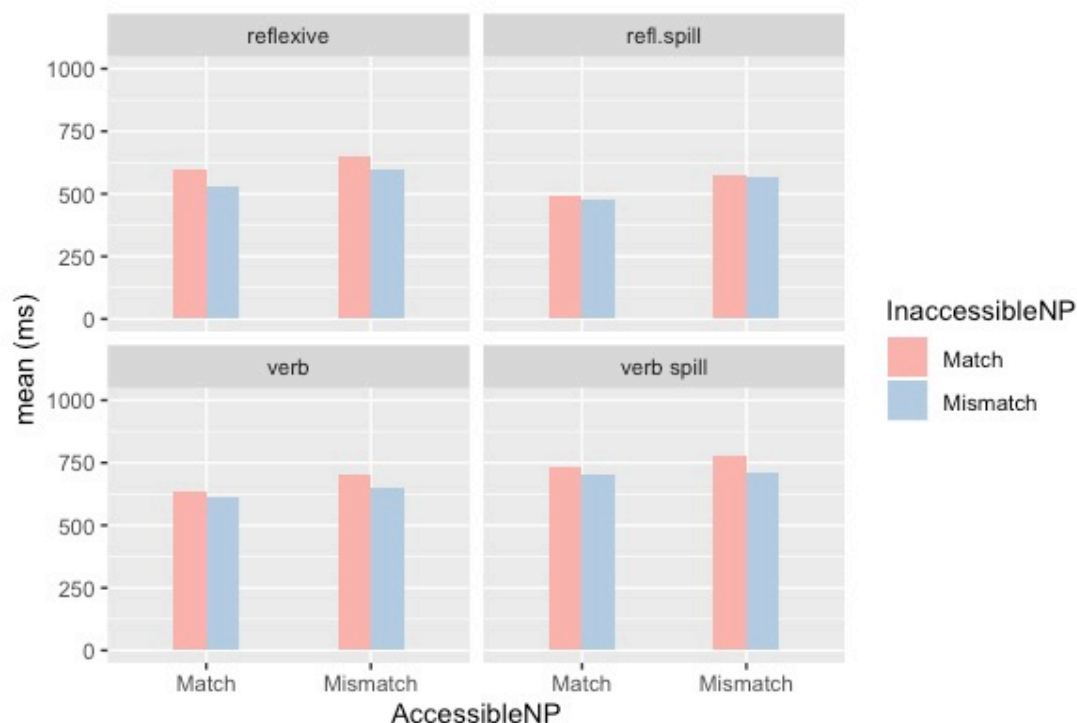 reflexive
refl.spill
1000
750
500
250
0
verb
verb spill
1000
750
500
250
0
Match
Mismatch
Match
Mismatch
AccessibleNP
mean (ms)
InaccessibleNP
Match
Mismatch